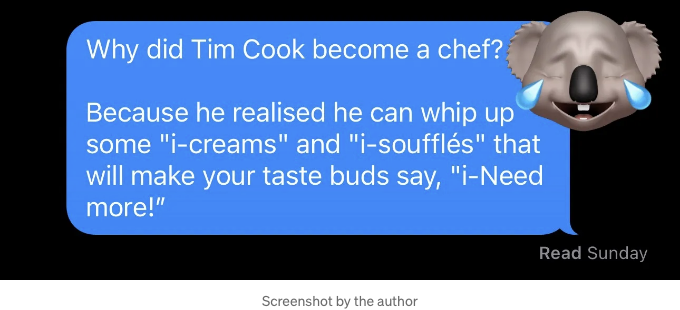 Why did Tim Cook become a chef?
Because he realised he can whip up
some "i-creams" and "i-soufflés" that
will make your taste buds say, "i-Need
more!”
Read Sunday
Screenshot by the author